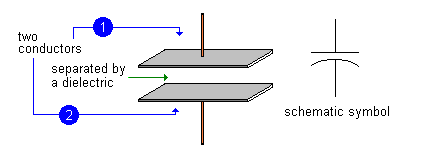 1
two
conductors
separated by
a dielectric
2
schematic symbol